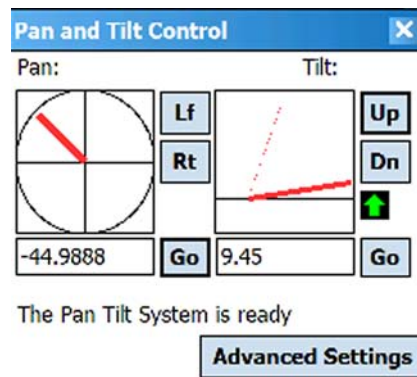 Pan and Tilt Control
Pan: Tilt:
Lf Up
Rt Dn
-44.9888 Go 9.45 Go
The Pan Tilt System is ready
Advanced Settings